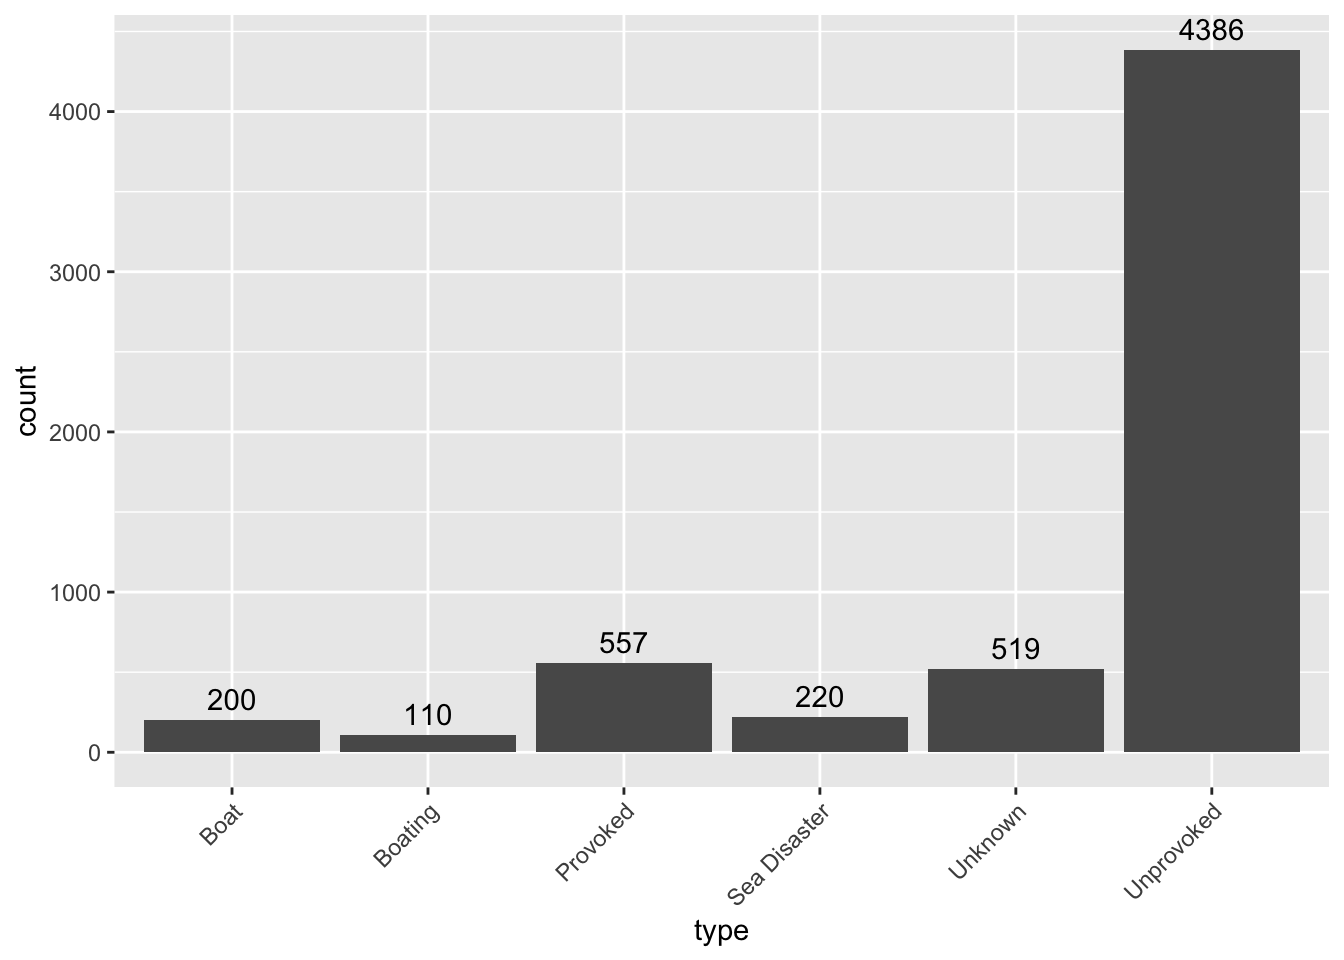 4386
4000
3000
count
2000
1000
557
519
200
110
220
0
Boat
Boating
Provoked
Sea Disaster
Unknown
Unprovoked
type